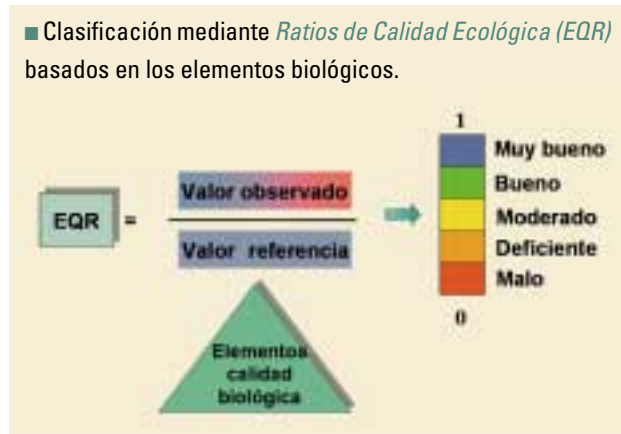 ■ Clasificación mediante Ratios de Calidad Ecológica (EQR)
basados en los elementos biológicos.
EQR = Valor observado
Valor referencia
Elementos
calidad
biológica
1
Muy bueno
Bueno
Moderado
Deficiente
Malo
0